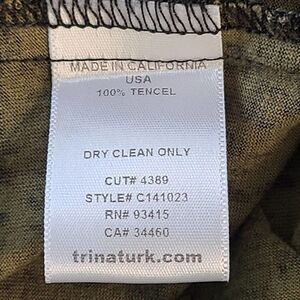 MADE IN CALIFORNIA
USA
100% TENCEL
DRY CLEAN ONLY
CUT# 4389
STYLE# C141023
RN# 93415
CA# 34460
trinaturk.com